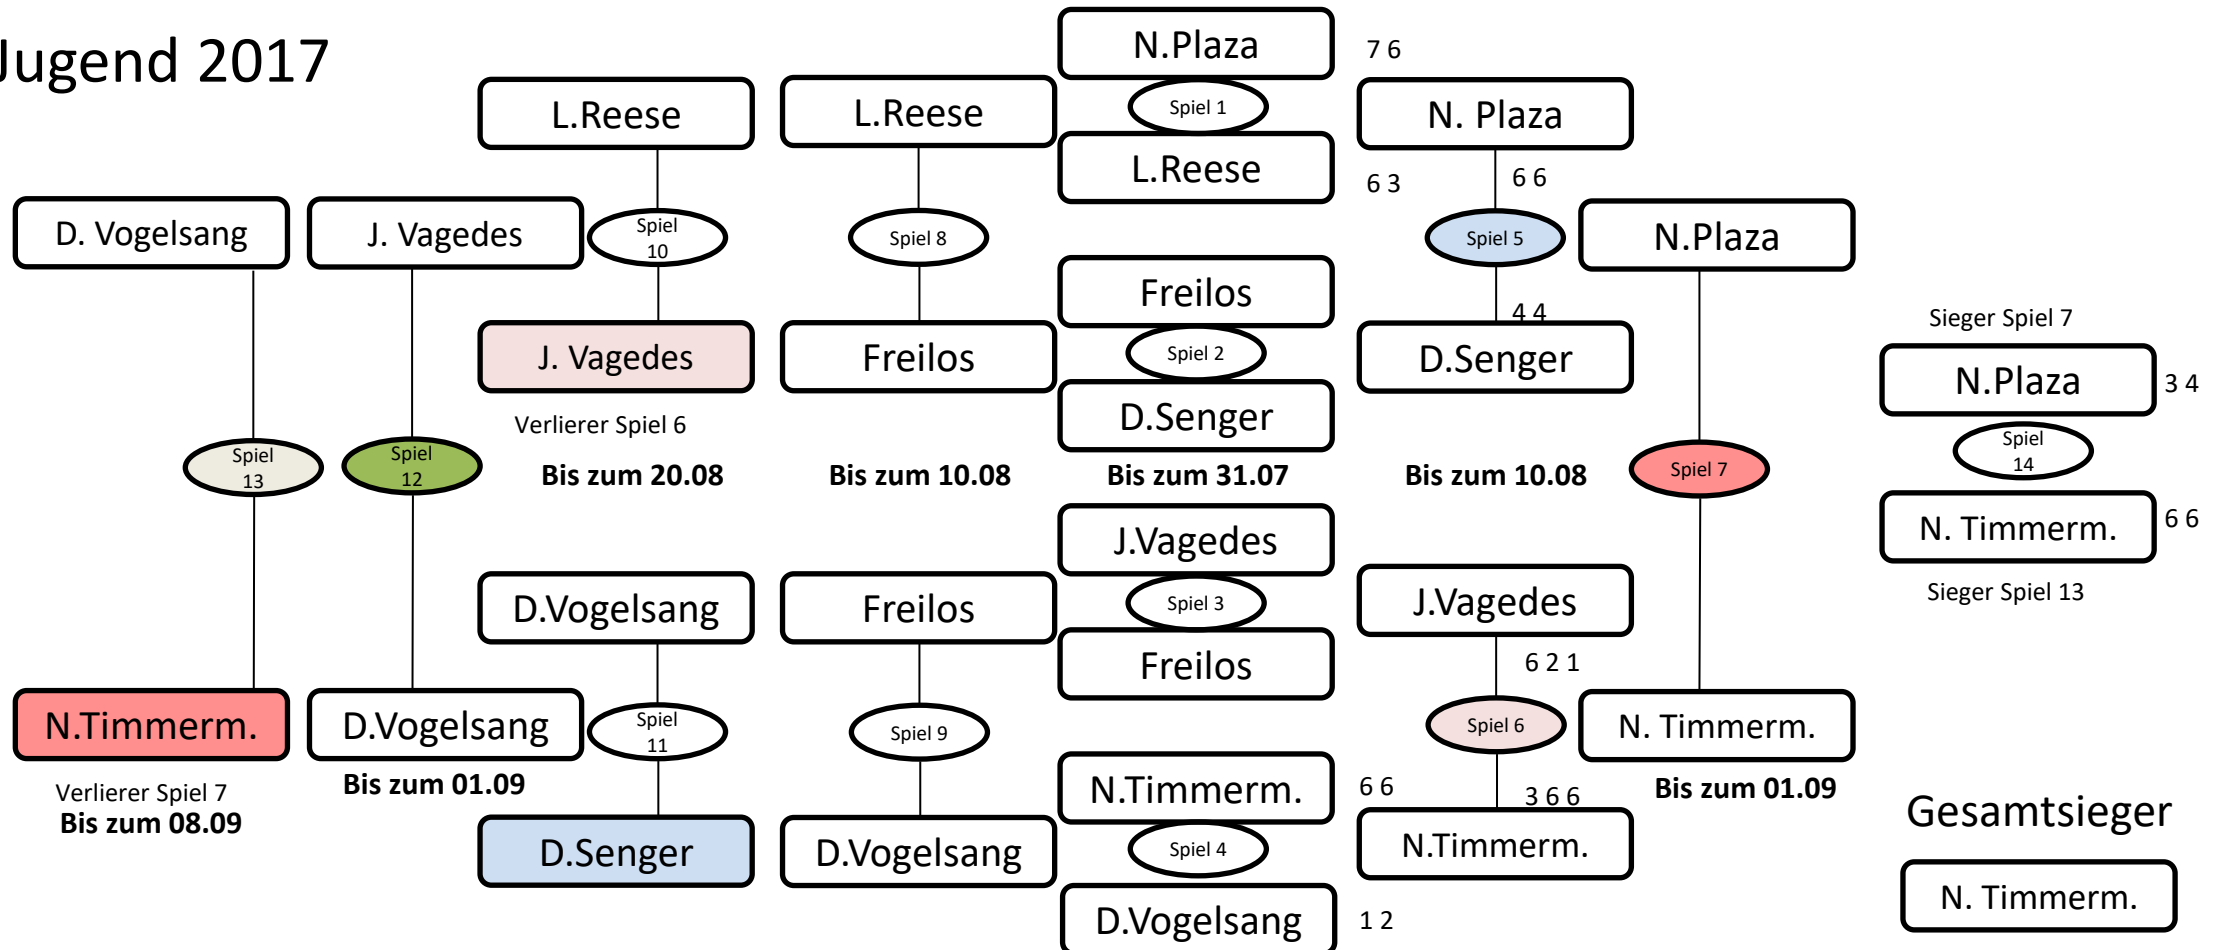 Jugend 2017
N.Plaza
7 6
Spiel 1
L.Reese
6 3
L.Reese
L.Reese
N. Plaza
6 6
D. Vogelsang
J. Vagedes
Spiel
10
Spiel 8
Spiel 5
N.Plaza
Freilos
4 4
Spiel 2
D.Senger
J. Vagedes
Freilos
D.Senger
Verlierer Spiel 6
Sieger Spiel 7
N.Plaza
3 4
Spiel
14
N. Timmerm.
6 6
Sieger Spiel 13
Spiel
13
Spiel
12
Bis zum 20.08
Bis zum 10.08
Bis zum 31.07
Bis zum 10.08
Spiel 7
J.Vagedes
Spiel 3
Freilos
D.Vogelsang
Freilos
J.Vagedes
6 2 1
N.Timmerm.
D.Vogelsang
Spiel
11
Spiel 9
Spiel 6
N. Timmerm.
Verlierer Spiel 7
Bis zum 08.09
Bis zum 01.09
N.Timmerm.
6 6
3 6 6
Bis zum 01.09
D.Senger
D.Vogelsang
Spiel 4
N.Timmerm.
D.Vogelsang
1 2
Gesamtsieger
N. Timmerm.